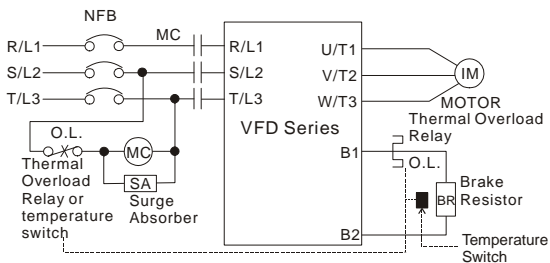 NFB
MC
R/L1
S/L2
T/L3
R/L1
S/L2
T/L3
VFD Series
U/T1
V/T2
W/T3
IM
MOTOR
Thermal Overload
Relay
O.L.
B1
B2
BR
Brake
Resistor
Temperature
Switch
O.L.
MC
SA
Surge
Absorber
Thermal
Overload
Relay or
temperature
switch